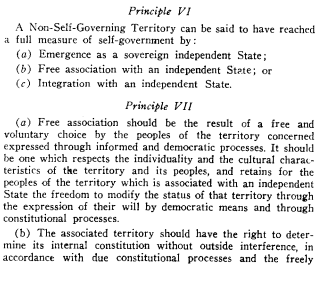 Principle VI
A Non-Self-Governing Territory can be said to have reached
a full measure of self-government by:
(a) Emergence as a sovereign independent State;
(b) Free association with an independent State; or
(c) Integration with an independent State.
Principle VII
(a) Free association should be the result of a free and
voluntary choice by the peoples of the territory concerned
expressed through informed and democratic processes. It should
be one which respects the individuality and the cultural charac-
teristics of the territory and its peoples, and retains for the
peoples of the territory which is associated with an independent
State the freedom to modify the status of that territory through
the expression of their will by democratic means and through
constitutional processes.
(b) The associated territory should have the right to deter-
mine its internal constitution without outside interference, in
accordance with due constitutional processes and the freely